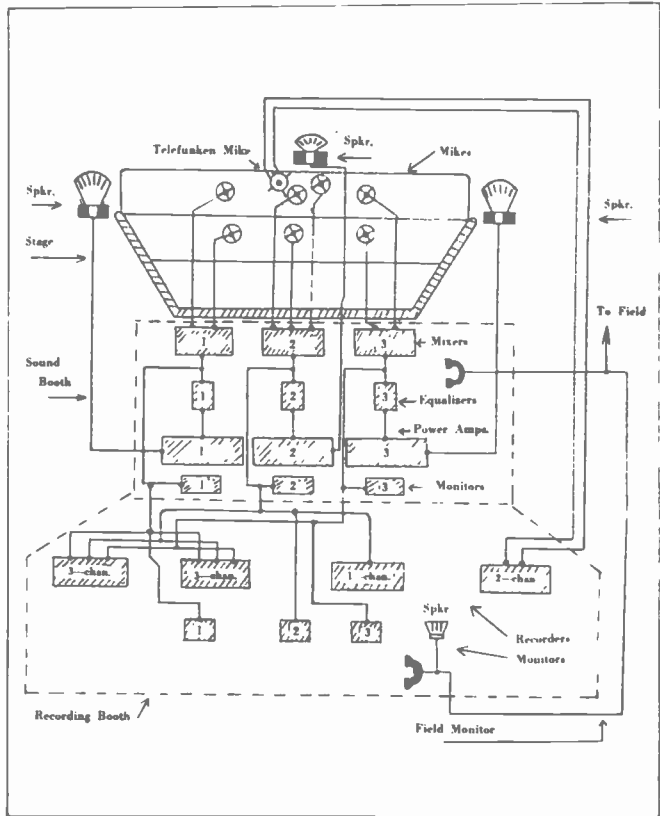 Telefunken Mike
Spkr.
Mikes
Spkr.
Spkr.
Stage
To Field
1
2
3
Mixers
Sound
Booth
1
2
3
Equalizers
Power Amps.
1
2
3
1
2
3
Monitors
3-chan.
3-chan.
1-chan.
2-chan
1
2
3
Spkr
Recorders
Monitors
Recording Booth
Field Monitor